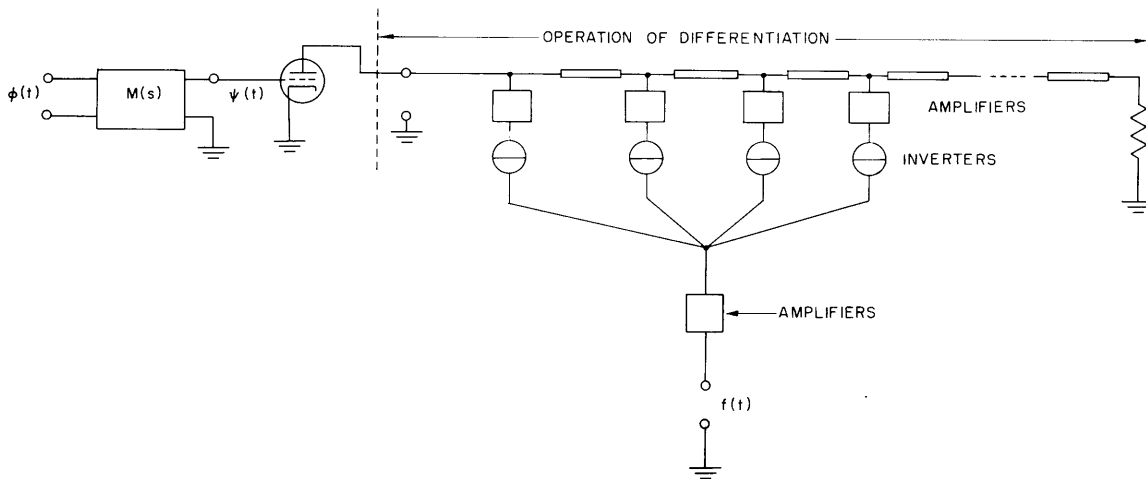 OPERATION OF DIFFERENTIATION
ϕ(t)
M(s)
ψ(t)
AMPLIFIERS
INVERTERS
AMPLIFIERS
f(t)